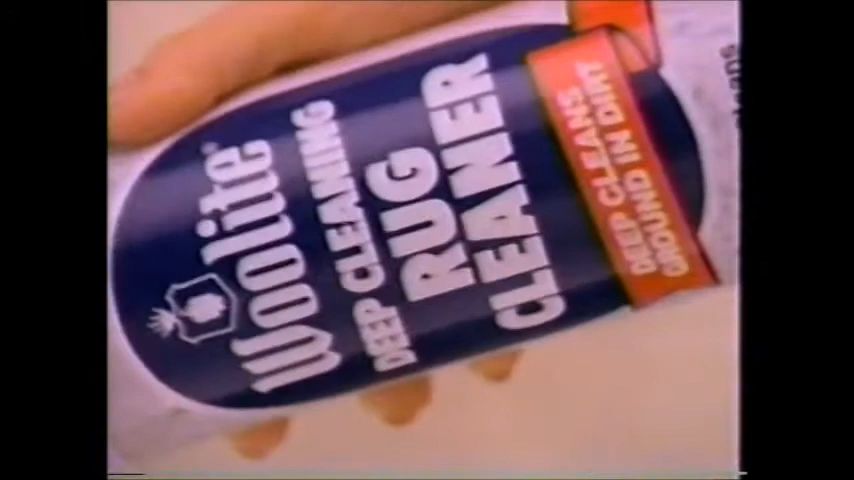 Woolite®
DEEP CLEANING
RUG
CLEANER
DEEP CLEANS
GROUND IN DIRT